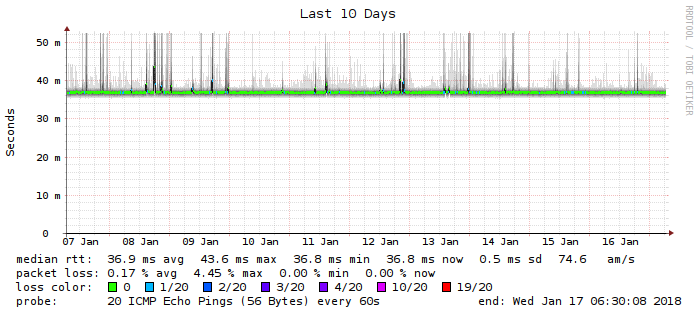 Last 10 Days
RRDTOOL / TOBI OETIKER
Seconds
50 m
40 m
30 m
20 m
10 m
0
07 Jan 08 Jan 09 Jan 10 Jan 11 Jan 12 Jan 13 Jan 14 Jan 15 Jan 16 Jan
median rtt: 36.9 ms avg 43.6 ms max 36.8 ms min 36.8 ms now 0.5 ms sd 74.6 am/s
packet loss: 0.17 % avg 4.45 % max 0.00 % min 0.00 % now
loss color: 0 1/20 2/20 3/20 4/20 10/20 19/20
probe: 20 ICMP Echo Pings (56 Bytes) every 60s end: Wed Jan 17 06:30:08 2018